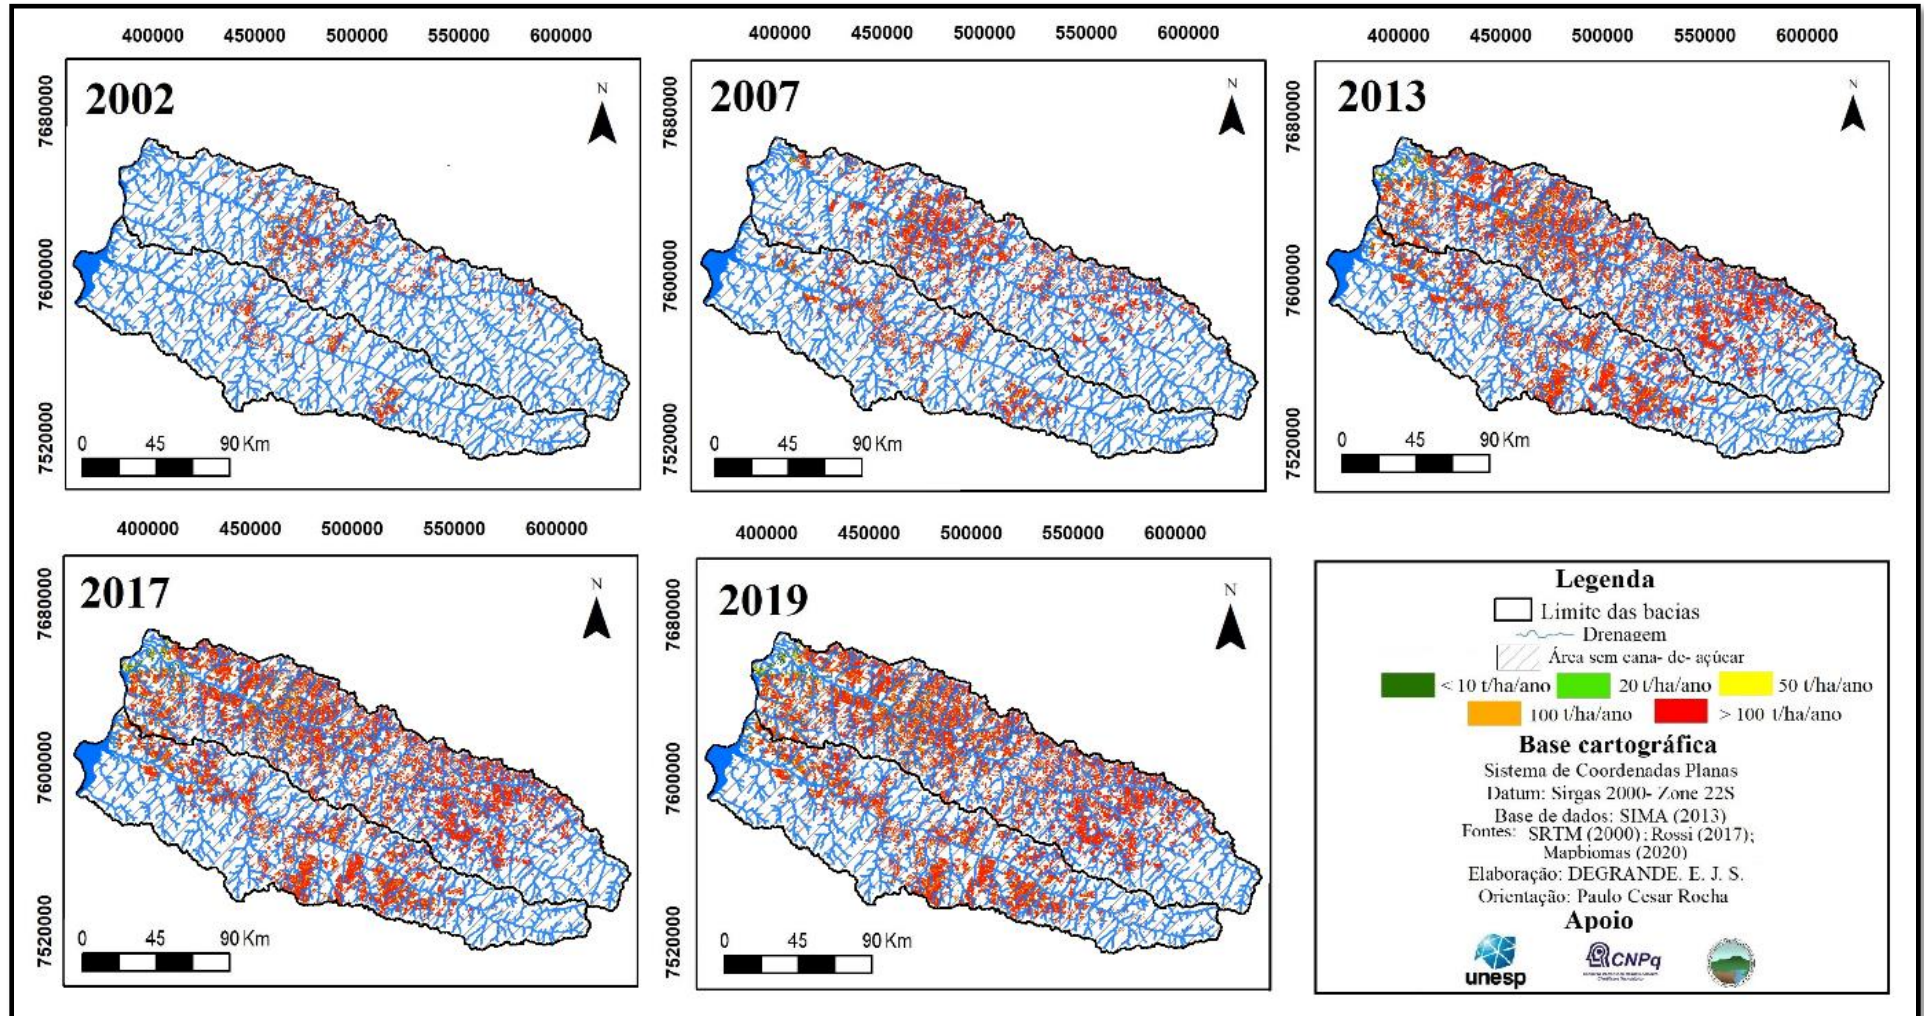 400000 450000 500000 550000 600000
2002
N
7680000
7600000
7520000
0 45 90 Km
400000 450000 500000 550000 600000
2007
N
7680000
7600000
7520000
0 45 90 Km
400000 450000 500000 550000 600000
2013
N
7680000
7600000
7520000
0 45 90 Km
400000 450000 500000 550000 600000
2017
N
7680000
7600000
7520000
0 45 90 Km
400000 450000 500000 550000 600000
2019
N
7680000
7600000
7520000
0 45 90 Km
Legenda
Limite das bacias
Drenagem
Área sem cana- de- açúcar
< 10 t/ha/ano 20 t/ha/ano 50 t/ha/ano
100 t/ha/ano > 100 t/ha/ano
Base cartográfica
Sistema de Coordenadas Planas
Datum: Sirgas 2000- Zone 22S
Base de dados: SIMA (2013)
Fontes: SRTM (2000); Rossi (2017);
Mapbiomas (2020)
Elaboração: DEGRANDE. E. J. S.
Orientação: Paulo Cesar Rocha
Apoio
unesp
CNPq